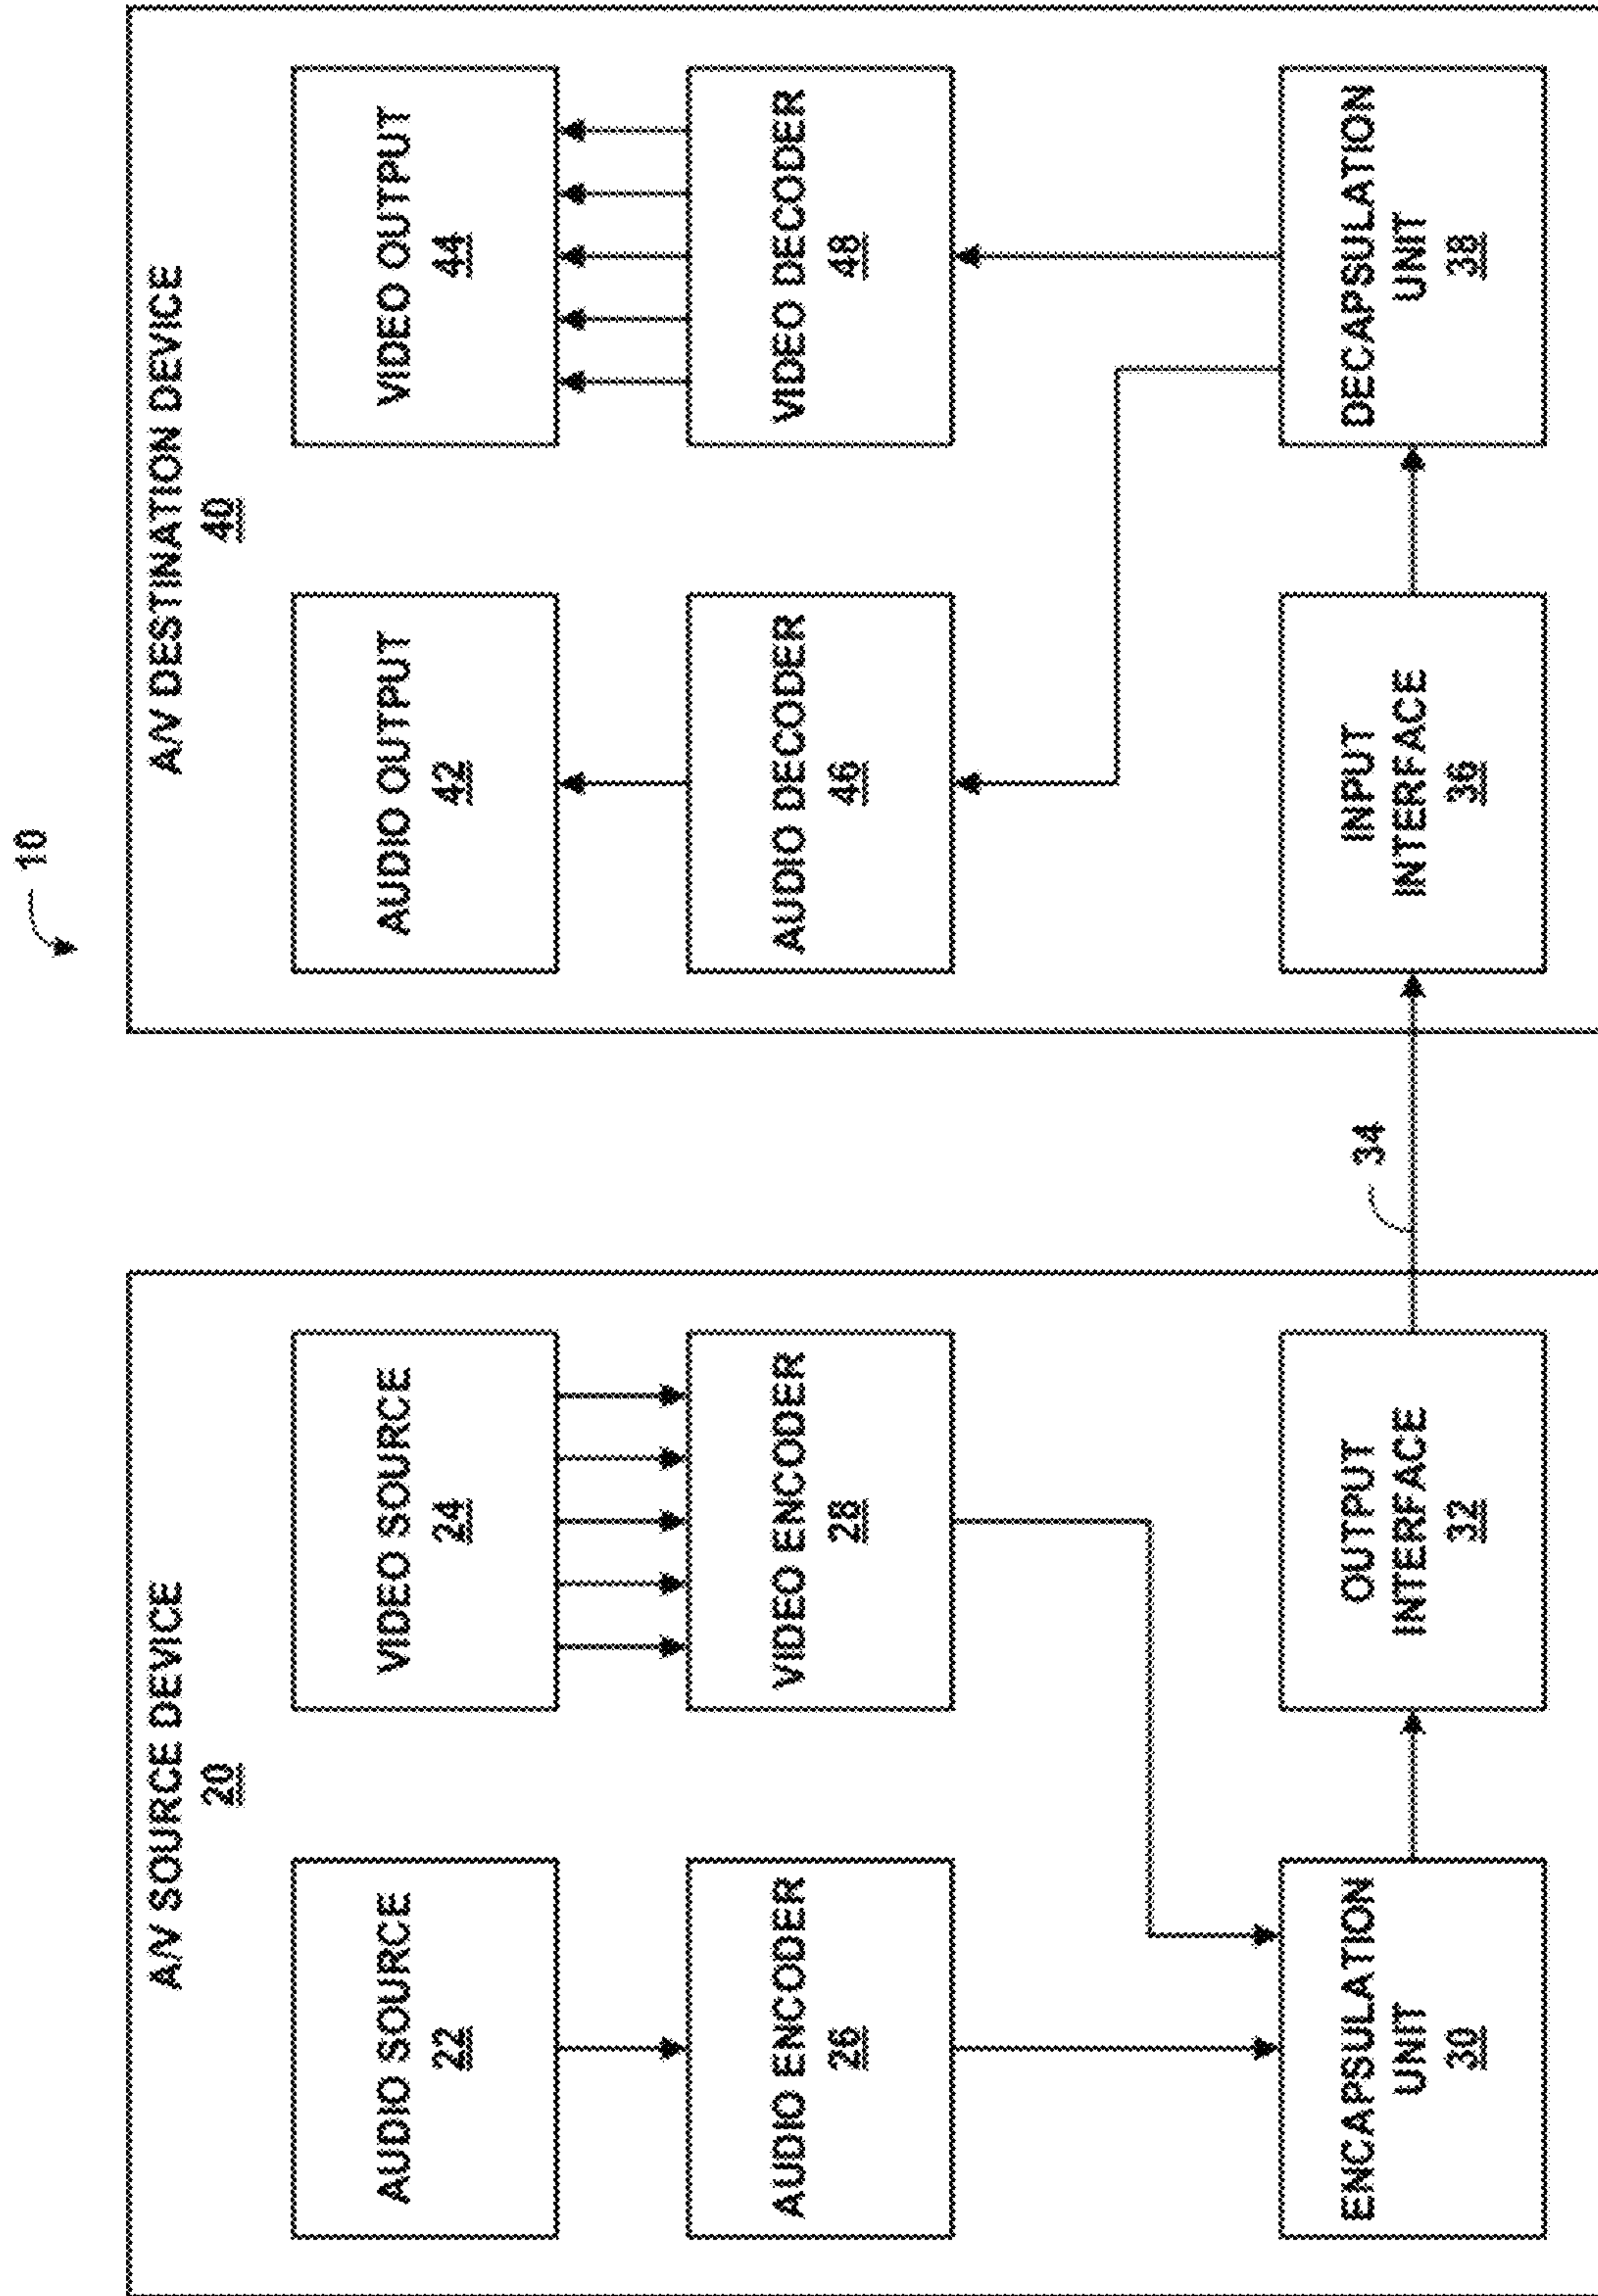 10
A/V SOURCE DEVICE
20
AUDIO SOURCE
22
VIDEO SOURCE
24
AUDIO ENCODER
26
VIDEO ENCODER
28
ENCAPSULATION
UNIT
30
OUTPUT
INTERFACE
32
34
A/V DESTINATION DEVICE
40
AUDIO OUTPUT
42
VIDEO OUTPUT
44
AUDIO DECODER
46
VIDEO DECODER
48
INPUT
INTERFACE
36
DECAPSULATION
UNIT
38